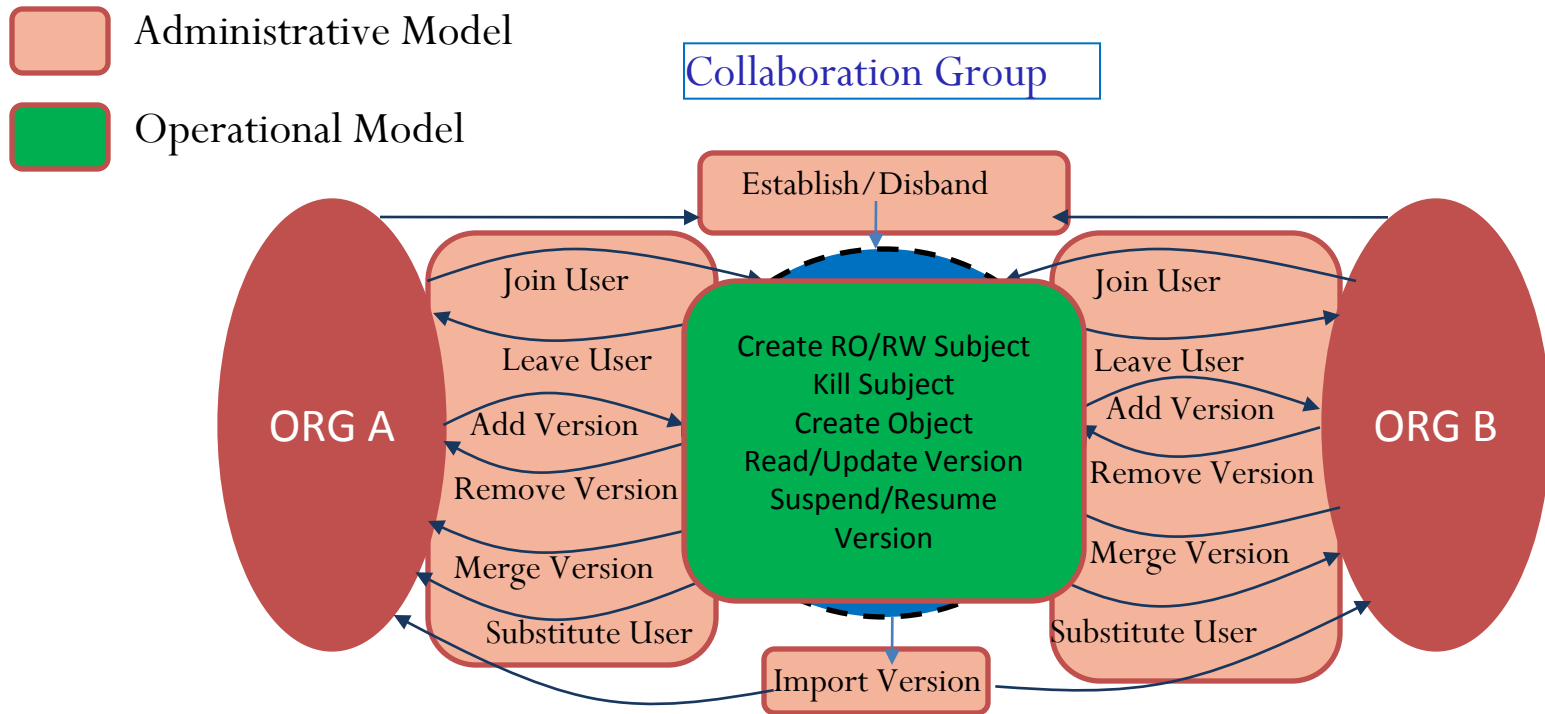 Administrative Model
Operational Model
Collaboration Group
Establish/Disband
ORG A
Join User
Leave User
Add Version
Remove Version
Merge Version
Substitute User
Create RO/RW Subject
Kill Subject
Create Object
Read/Update Version
Suspend/Resume
Version
Join User
Leave User
Add Version
Remove Version
Merge Version
Substitute User
ORG B
Import Version